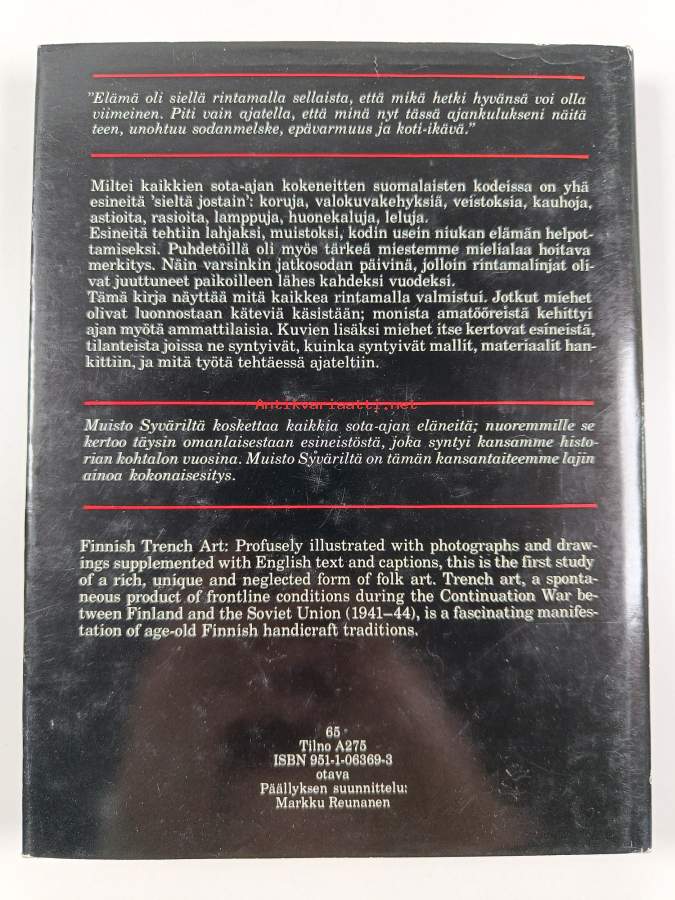 "Elämä oli siellä rintamalla sellaista, että mikä hetki hyvänsä voi olla
viimeinen. Piti vain ajatella, että minä nyt tässä ajankulukseni näitä
teen, unohtuu sodanmelske, epävarmuus ja koti-ikävä."
Miltei kaikkien sota-ajan kokeneitten suomalaisten kodeissa on yhä
esineitä 'sieltä jostain': koruja, valokuvakehyksiä, veistoksia, kauhoja,
astioita, rasioita, lamppuja, huonekaluja, leluja.
Esineitä tehtiin lahjaksi, muistoksi, kodin usein niukan elämän helpot-
tamiseksi. Puhdetöillä oli myös tärkeä miestemme mielialaa hoitava
merkitys. Näin varsinkin jatkosodan päivinä, jolloin rintamalinjat oli-
vat juuttuneet paikoilleen lähes kahdeksi vuodeksi.
Tämä kirja näyttää mitä kaikkea rintamalla valmistui. Jotkut miehet
olivat luonnostaan käteviä käsistään; monista amatööreistä kehittyi
ajan myötä ammattilaisia. Kuvien lisäksi miehet itse kertovat esineistä,
tilanteista joissa ne syntyivät, kuinka syntyivät mallit, materiaalit han-
kittiin, ja mitä työtä tehtäessä ajateltiin.
Antikvariaatti.net
Muisto Syväriltä koskettaa kaikkia sota-ajan eläneitä; nuoremmille se
kertoo täysin omanlaisestaan esineistöstä, joka syntyi kansamme histo-
rian kohtalon vuosina. Muisto Syväriltä on tämän kansantaiteemme lajin
ainoa kokonaisesitys.
Finnish Trench Art: Profusely illustrated with photographs and draw-
ings supplemented with English text and captions, this is the first study
of a rich, unique and neglected form of folk art. Trench art, a sponta-
neous product of frontline conditions during the Continuation War be-
tween Finland and the Soviet Union (1941–44), is a fascinating manifes-
tation of age-old Finnish handicraft traditions.
65
Tilno A275
ISBN 951-1-06369-3
otava
Päällyksen suunnittelu:
Markku Reunanen